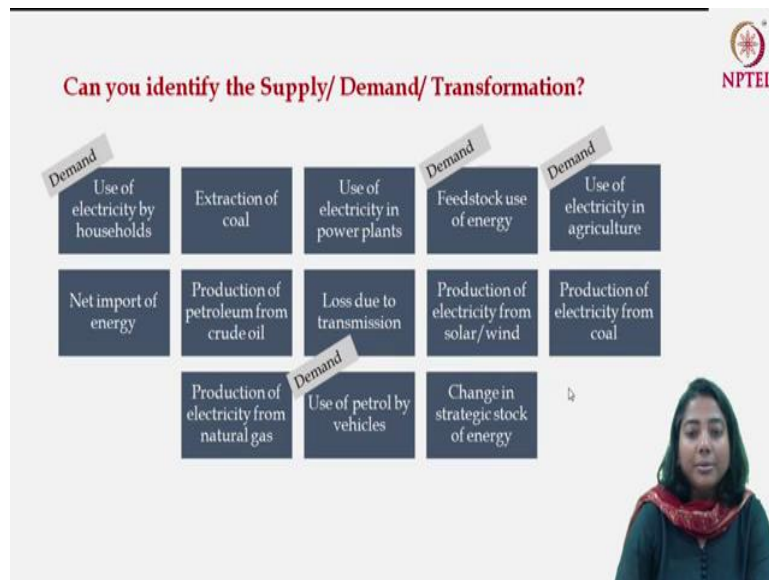 NPTEL
Can you identify the Supply/ Demand/ Transformation?
Demand
Use of
electricity by
households
Extraction of
coal
Use of
electricity in
power plants
Demand
Feedstock use
of energy
Demand
Use of
electricity in
agriculture
Net import of
energy
Production of
petroleum from
crude oil
Loss due to
transmission
Production of
electricity from
solar/wind
Production of
electricity from
coal
Production of
electricity from
natural gas
Demand
Use of petrol by
vehicles
Change in
strategic stock
of energy